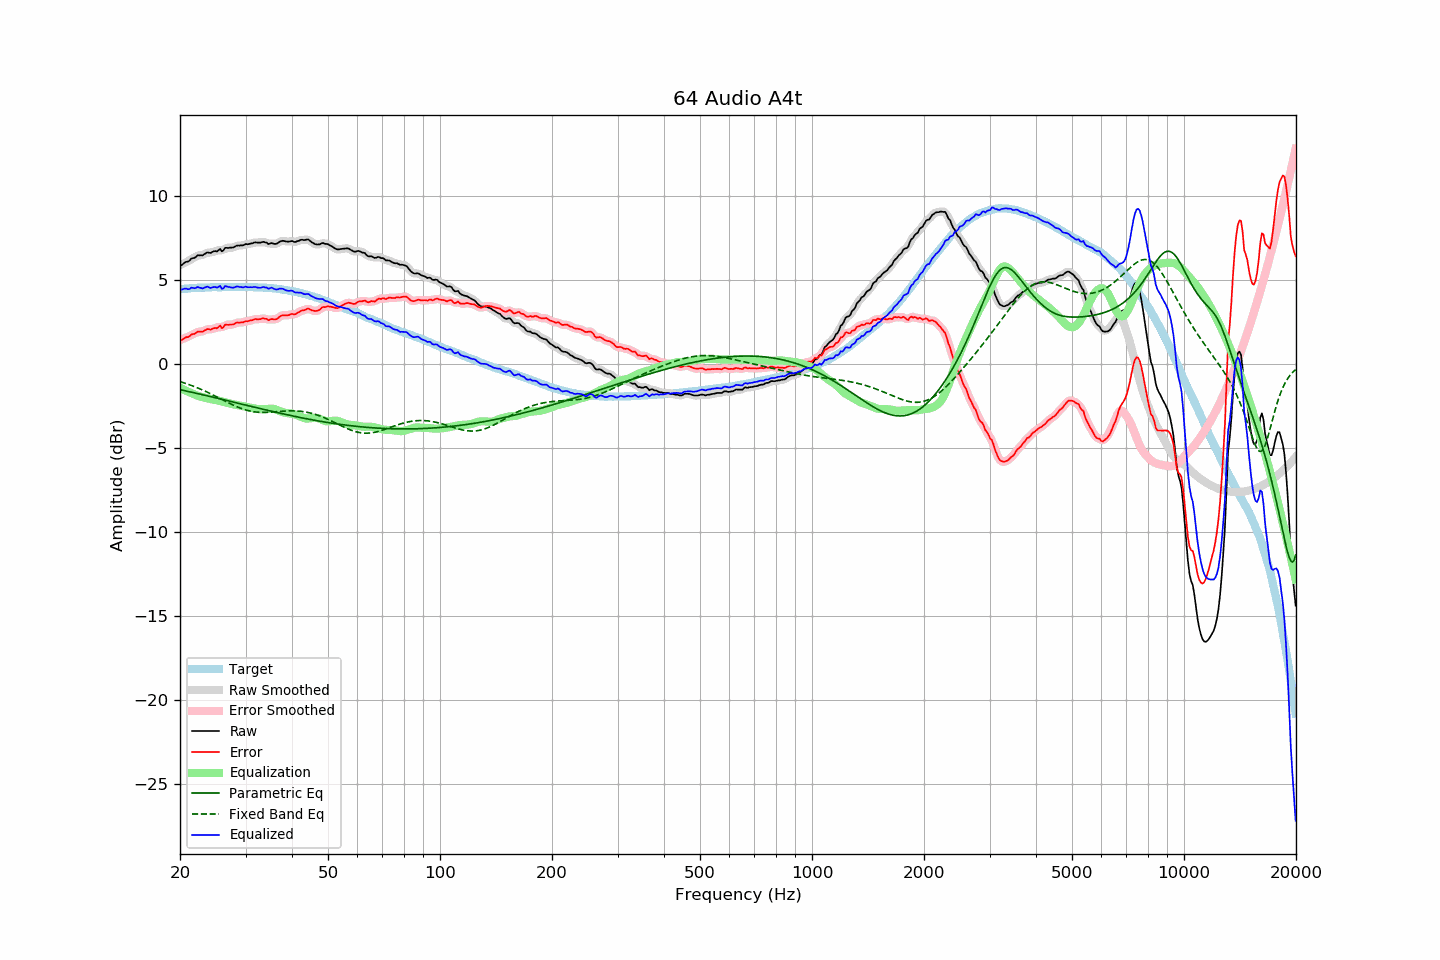 64 Audio A4t
10
5
0
−5
−10
−15
−20
−25
Amplitude (dBr)
Target
Raw Smoothed
Error Smoothed
Raw
Error
Equalization
Parametric Eq
Fixed Band Eq
Equalized
20 50 100 200 500 1000 2000 5000 10000 20000
Frequency (Hz)